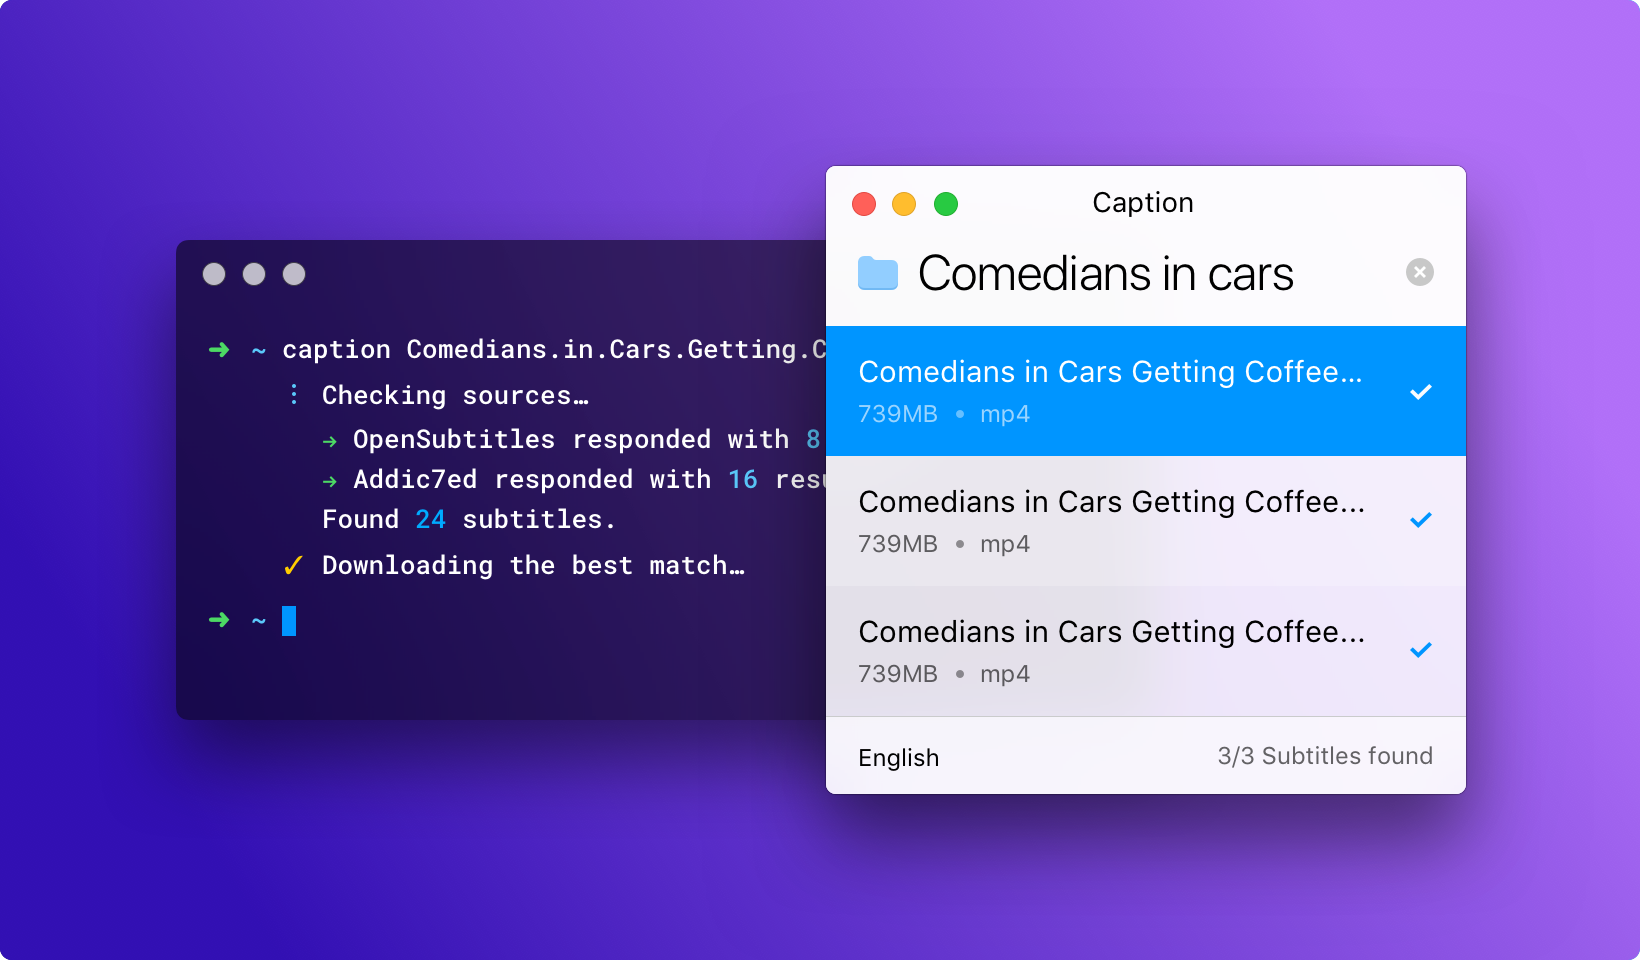 ➜ ~ caption Comedians.in.Cars.Getting.C
⋮ Checking sources…
→ OpenSubtitles responded with 8
→ Addic7ed responded with 16
Found 24 subtitles.
✓ Downloading the best match…
➜ ~
Caption
Comedians in cars
Comedians in Cars Getting Coffee...
739MB • mp4
Comedians in Cars Getting Coffee...
739MB • mp4
Comedians in Cars Getting Coffee...
739MB • mp4
English
3/3 Subtitles found